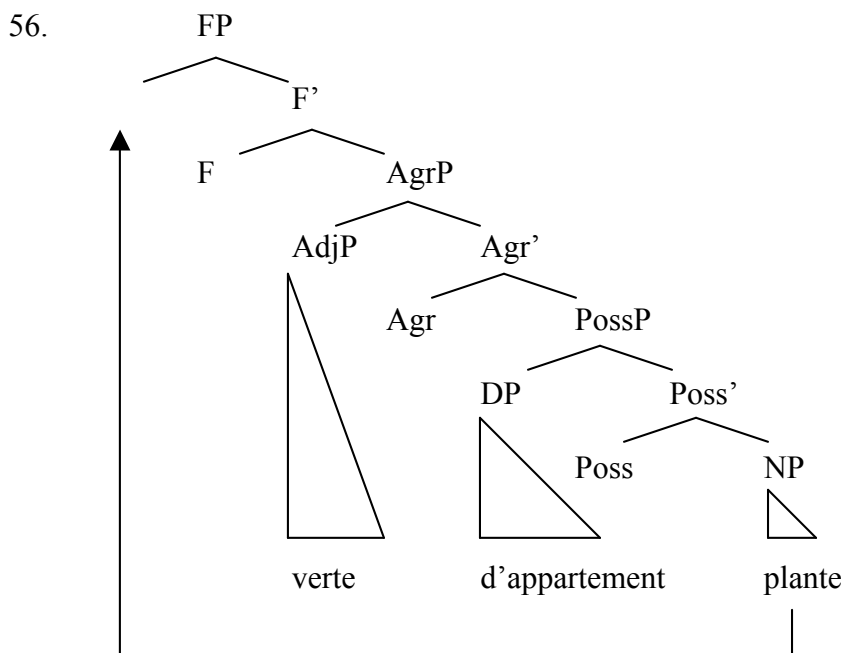 56. FP
F’
F AgrP
AdjP Agr’
Agr PossP
DP Poss’
Poss NP
verte d’appartement plante